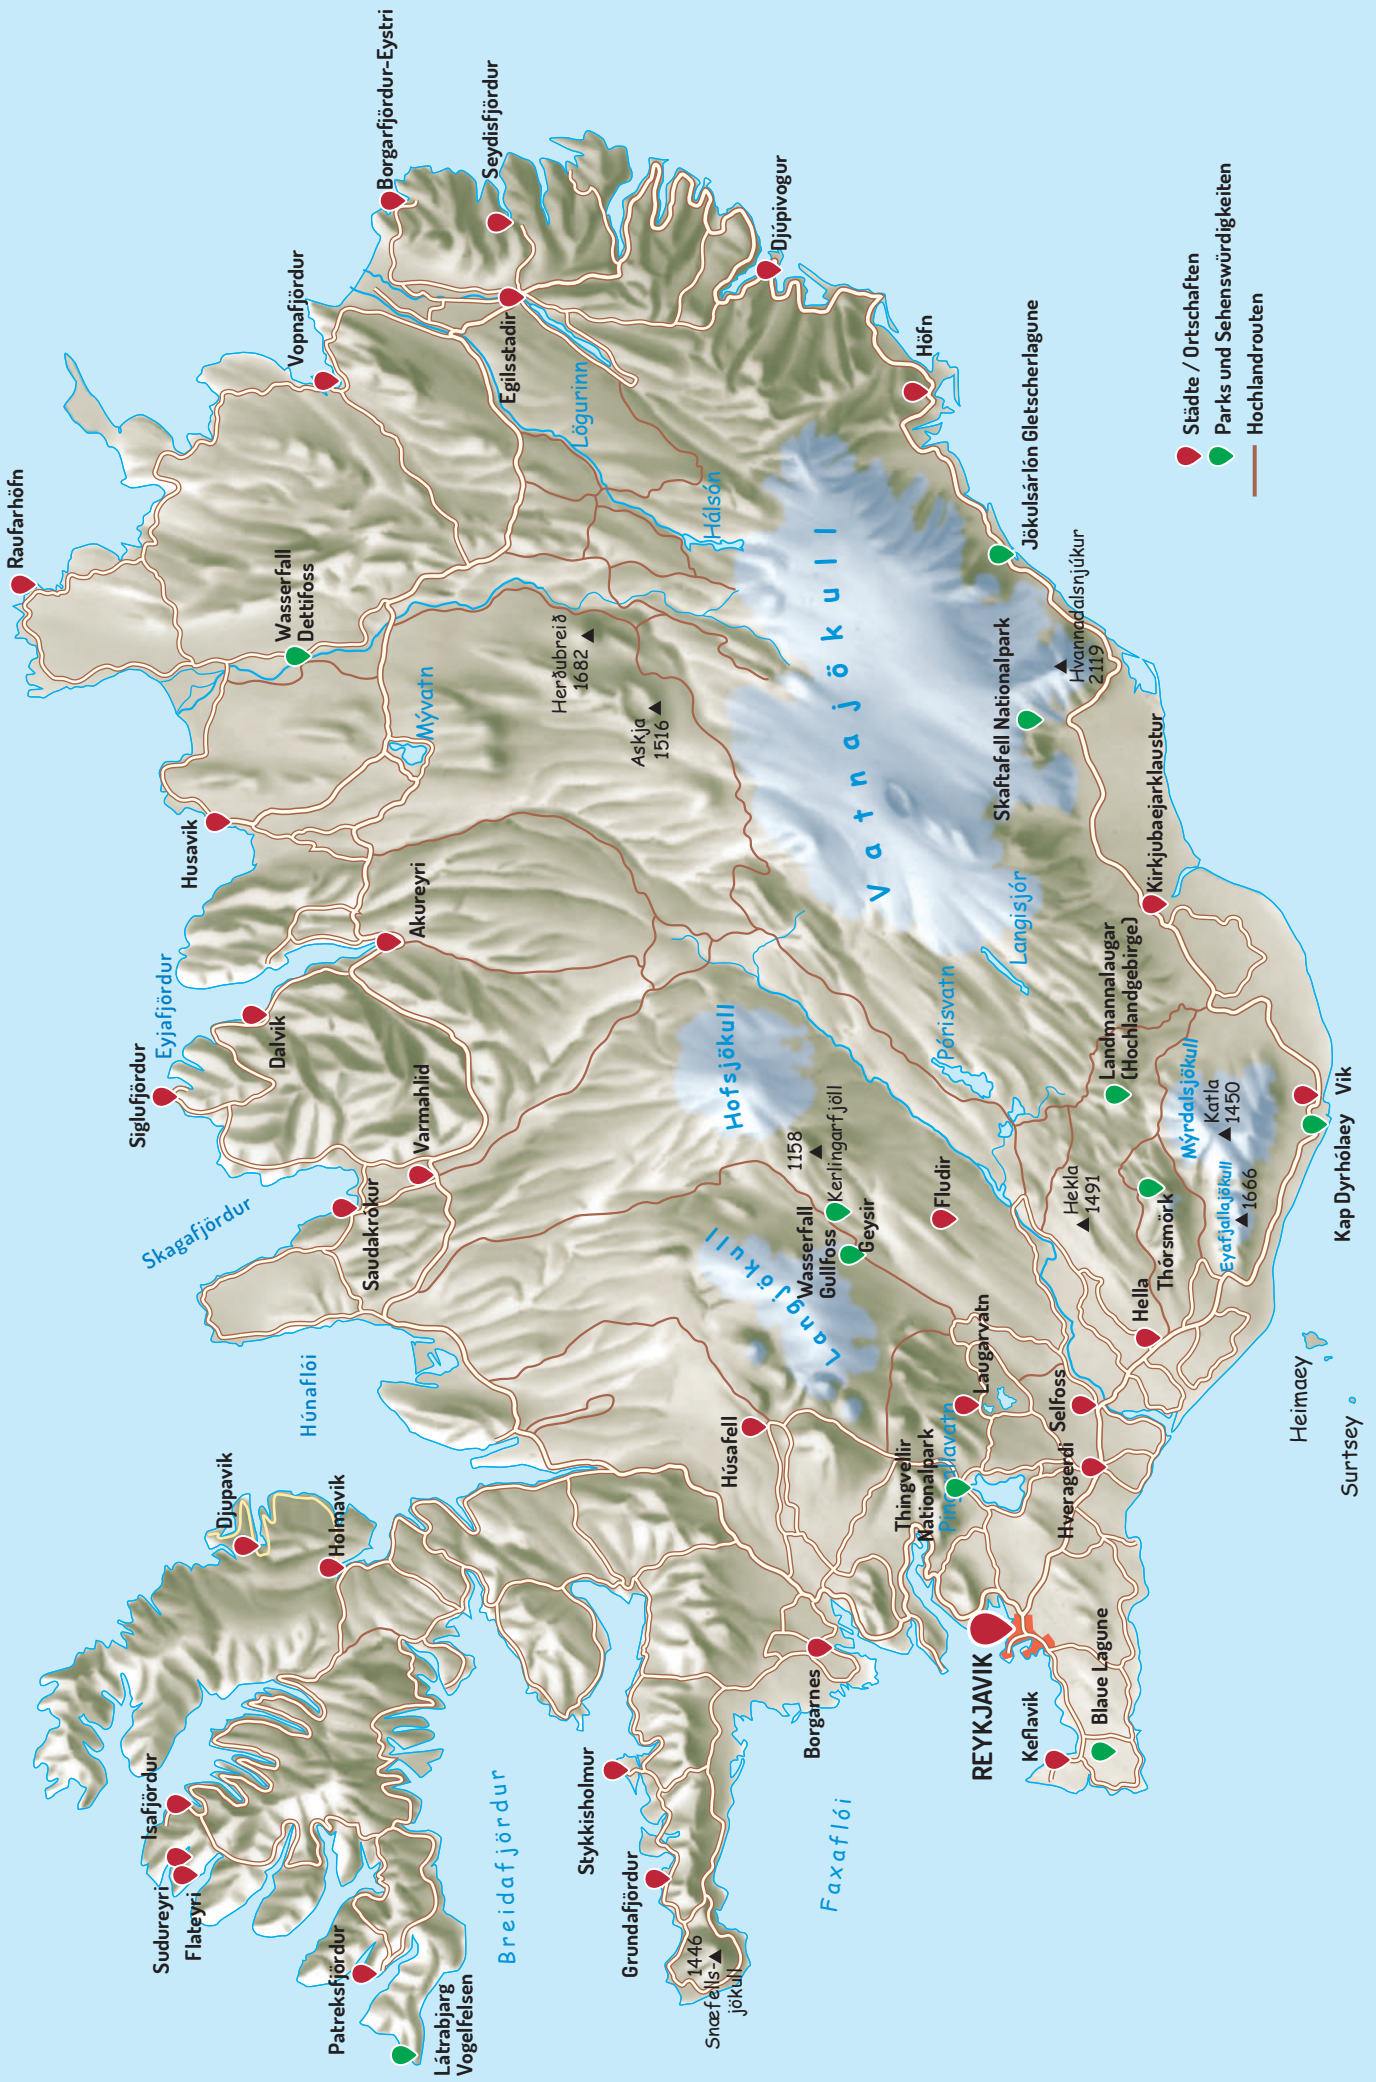 Raufarhöfn
Borgarfjördur-Eystri
Seydisfjördur
Vopnafjördur
Egilsstadir
Lögurinn
Djúpivogur
Höfn
Hálsón
Wasserfall
Dettifoss
Herðubreið
1682
Askja
1516
Mývatn
Husavik
Akureyri
Eyjafjördur
Dalvik
Siglufjördur
Varmahlid
Skagafjördur
Saudakrokur
Húnaflói
Djupavik
Holmavik
Isafjördur
Sudureyri
Flateyri
Patreksfjördur
Látrabjarg
Vogelfelsen
Breidafjördur
Stykkisholmur
Grundafjördur
1446
Snæfells-
jökull
Faxaflói
Borgarnes
Húsafell
REYKJAVIK
Keflavik
Blaue Lagune
Thingvellir
Nationalpark
Pingvallavatn
Laugarvatn
Hveragerdi
Selfoss
Hella
Langjökull
Wasserfall
Gullfoss
Geysir
1158
Kerlingarfjöll
Hofsjökull
Fludir
Pórisvatn
Langisjór
Vatnajökull
Skaftafell Nationalpark
Hvannadalsnjúkur
2119
Jökulsárlón Gletscherlagune
Kirkjubaejarklaustur
Landmannalaugar
(Hochlandgebirge)
Hekla
1491
Thórsmörk
Mýrdalsjökull
Katla
1450
Eyafjallajökull
1666
Vik
Kap Dyrhólaey
Heimaey
Surtsey
Städte / Ortschaften
Parks und Sehenswürdigkeiten
Hochlandrouten